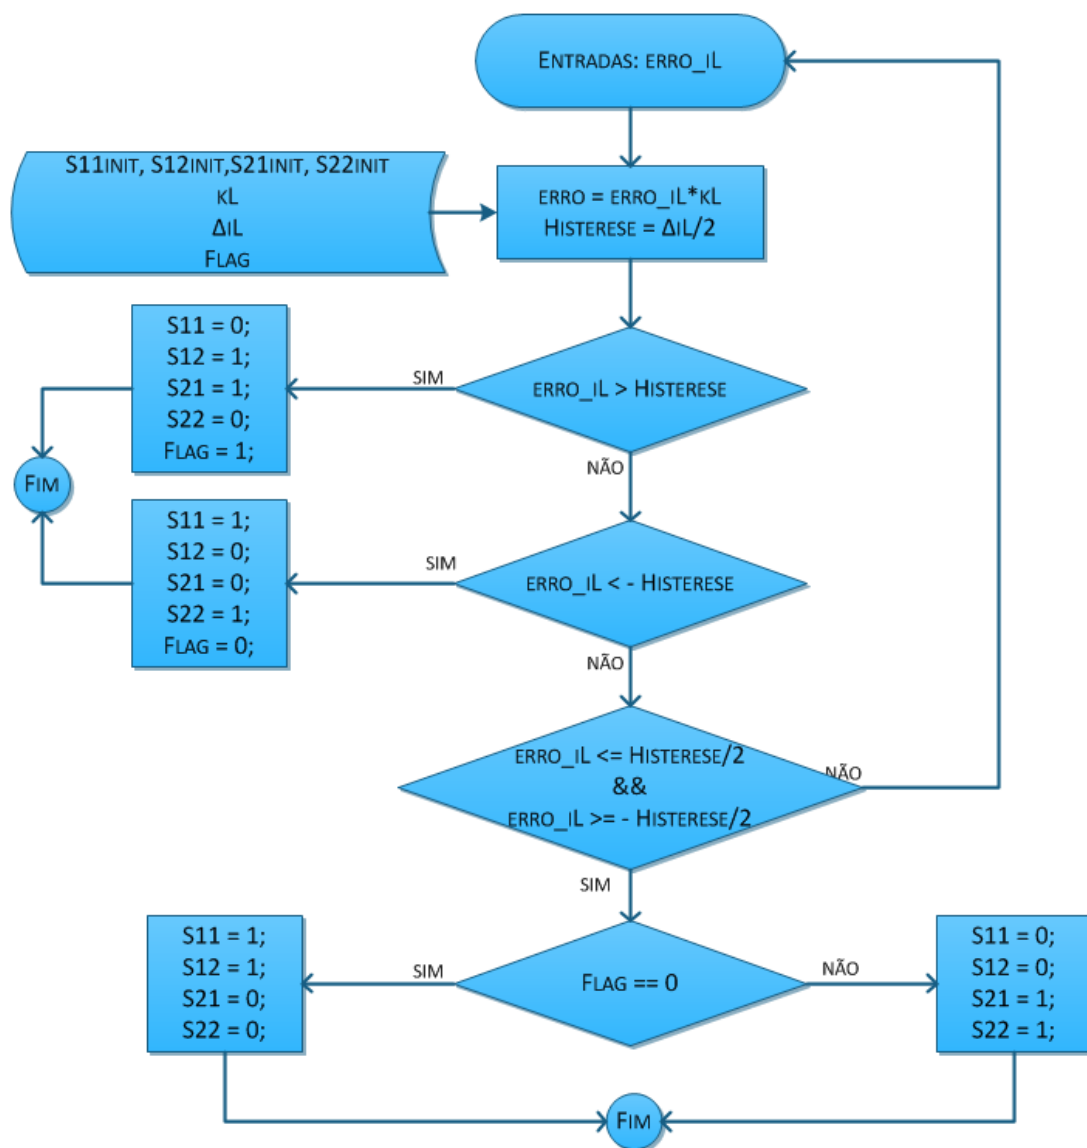 Entradas: erro_iL
S11init, S12init,S21init, S22init
kL
ΔiL
Flag
erro = erro_iL*kL
Histerese = ΔiL/2
erro_iL > Histerese
SIM
NÃO
S11 = 0;
S12 = 1;
S21 = 1;
S22 = 0;
Flag = 1;
Fim
S11 = 1;
S12 = 0;
S21 = 0;
S22 = 1;
Flag = 0;
SIM
erro_iL < - Histerese
NÃO
erro_iL <= Histerese/2
&&
erro_iL >= - Histerese/2
NÃO
SIM
S11 = 1;
S12 = 1;
S21 = 0;
S22 = 0;
SIM
Flag == 0
NÃO
S11 = 0;
S12 = 0;
S21 = 1;
S22 = 1;
Fim